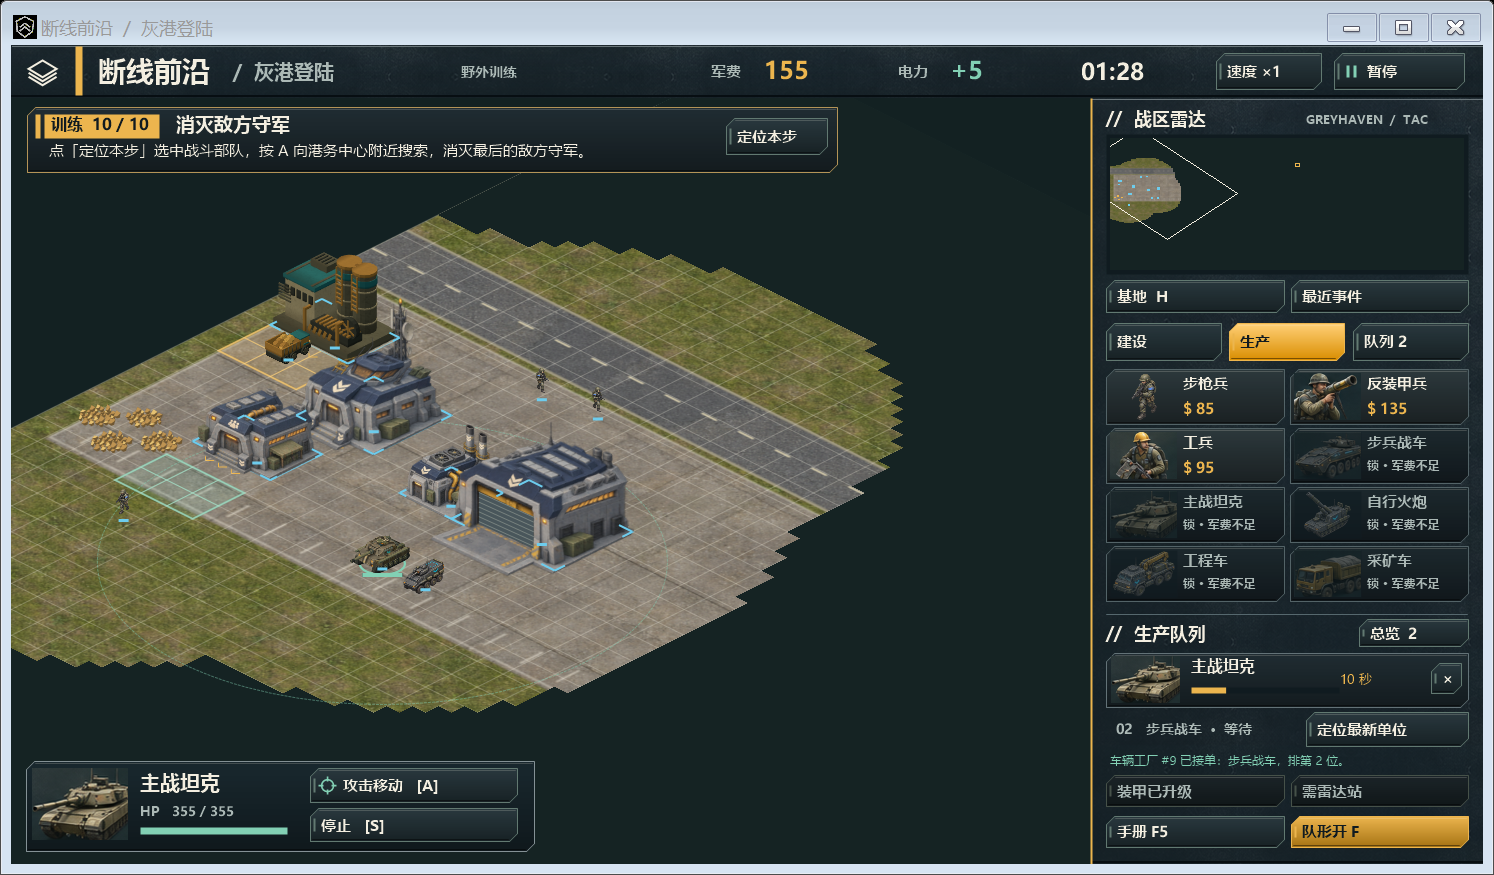 断线前沿 / 灰港登陆
断线前沿 / 灰港登陆
野外训练
军费 155
电力 +5
01:28
速度 ×1
暂停
训练 10 / 10 消灭敌方守军
点「定位本步」选中战斗部队，按 A 向港务中心附近搜索，消灭最后的敌方守军。
定位本步
// 战区雷达
GREYHAVEN / TAC
基地 H
最近事件
建设
生产
队列 2
步枪兵
$ 85
反装甲兵
$ 135
工兵
$ 95
步兵战车
锁・军费不足
主战坦克
锁・军费不足
自行火炮
锁・军费不足
工程车
锁・军费不足
采矿车
锁・军费不足
// 生产队列
总览 2
主战坦克
10 秒
×
02 步兵战车 • 等待
定位最新单位
车辆工厂 #9 已接单：步兵战车，排第 2 位。
装甲已升级
需雷达站
手册 F5
队形开 F
主战坦克
HP 355 / 355
攻击移动 [A]
停止 [S]